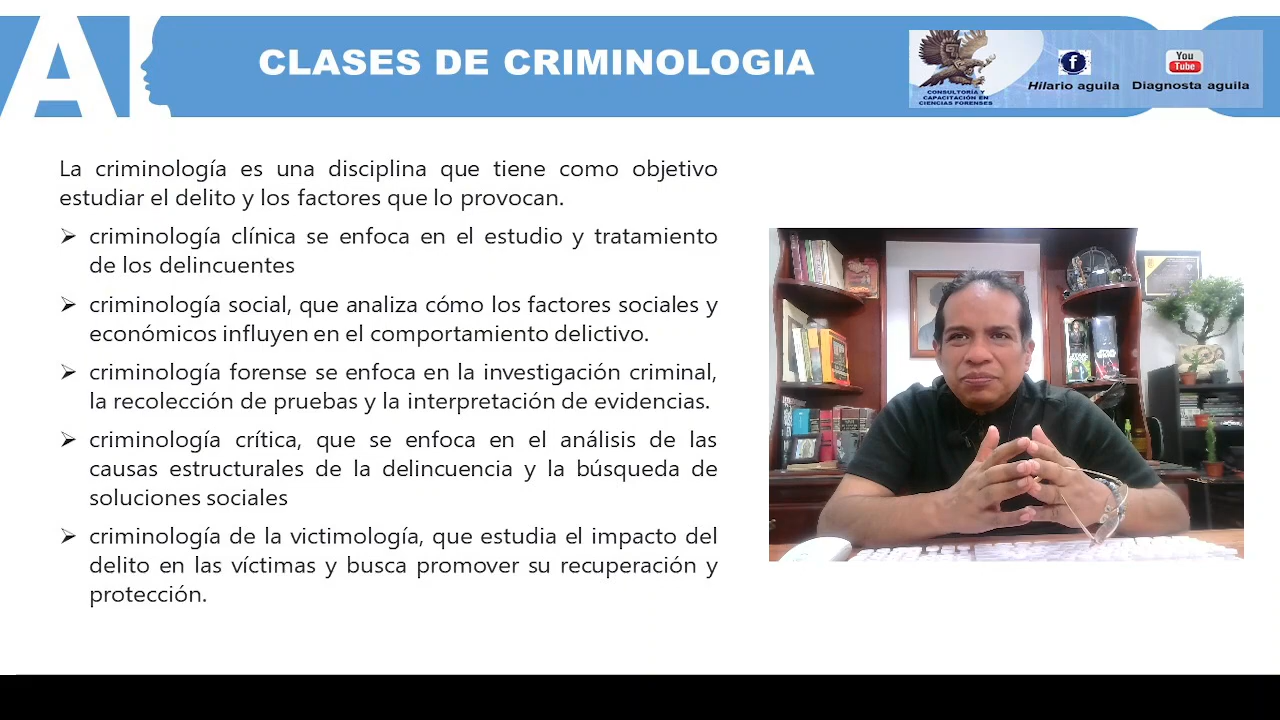 AI
CLASES DE CRIMINOLOGIA
CONSULTORÍA Y
CAPACITACIÓN EN
CIENCIAS FORENSES
f
Hilario aguila
You
Tube
Diagnosta aguila
La criminología es una disciplina que tiene como objetivo
estudiar el delito y los factores que lo provocan.
➢ criminología clínica se enfoca en el estudio y tratamiento
de los delincuentes
➢ criminología social, que analiza cómo los factores sociales y
económicos influyen en el comportamiento delictivo.
➢ criminología forense se enfoca en la investigación criminal,
la recolección de pruebas y la interpretación de evidencias.
➢ criminología crítica, que se enfoca en el análisis de las
causas estructurales de la delincuencia y la búsqueda de
soluciones sociales
➢ criminología de la victimología, que estudia el impacto del
delito en las víctimas y busca promover su recuperación y
protección.